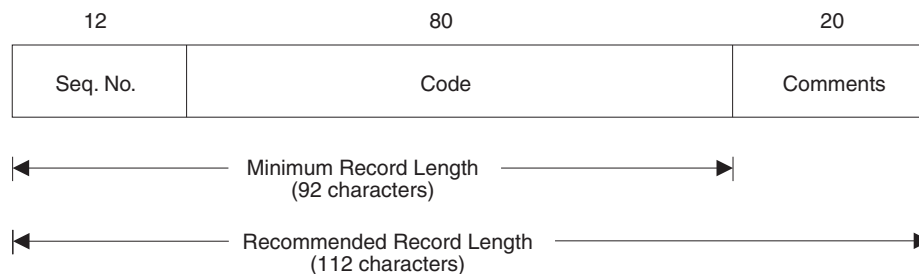 12 80 20
Seq. No. Code Comments
Minimum Record Length
(92 characters)
Recommended Record Length
(112 characters)